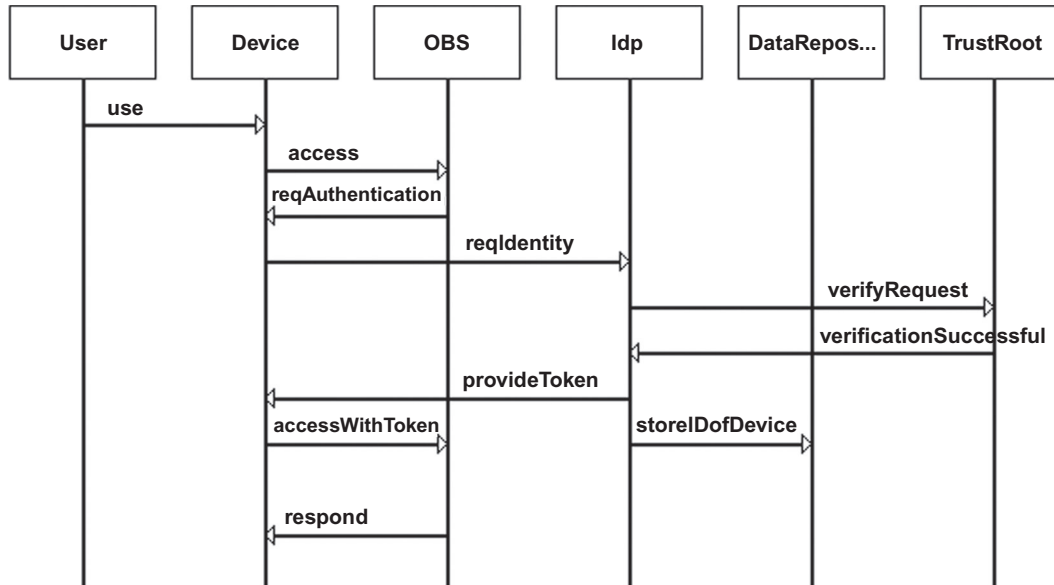 User Device OBS Idp DataRepos... TrustRoot
use
access
reqAuthentication
reqIdentity
verifyRequest
verificationSuccessful
provideToken
accessWithToken storeIDofDevice
respond